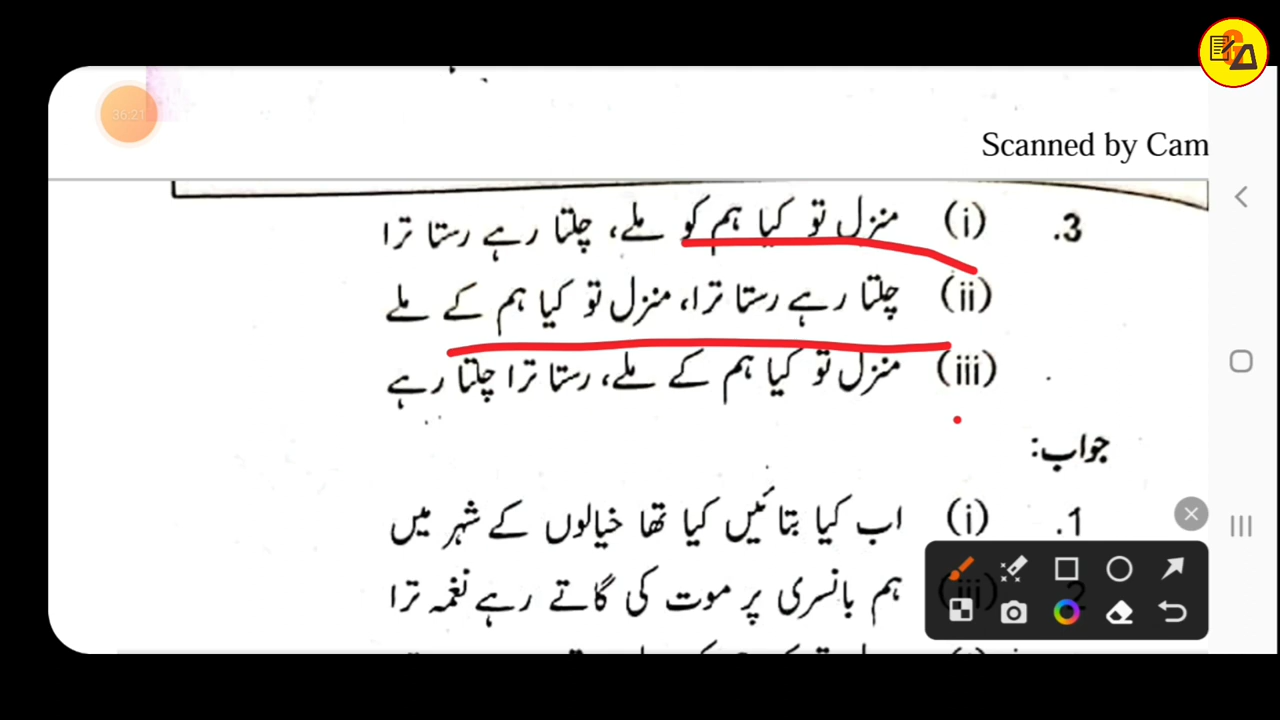 36:21
Scanned by Cam
3. (i) منزل تو کیا ہم کو ملے، چلتا رہے رستا ترا
(ii) چلتا رہے رستا ترا، منزل تو کیا ہم کے ملے
(iii) منزل تو کیا ہم کے ملے، رستا ترا چلتا رہے
جواب:
1. (i) اب کیا بتائیں کیا تھا خیالوں کے شہر میں
2. (iii) ہم بانسری پر موت کی گاتے رہے نغمہ ترا